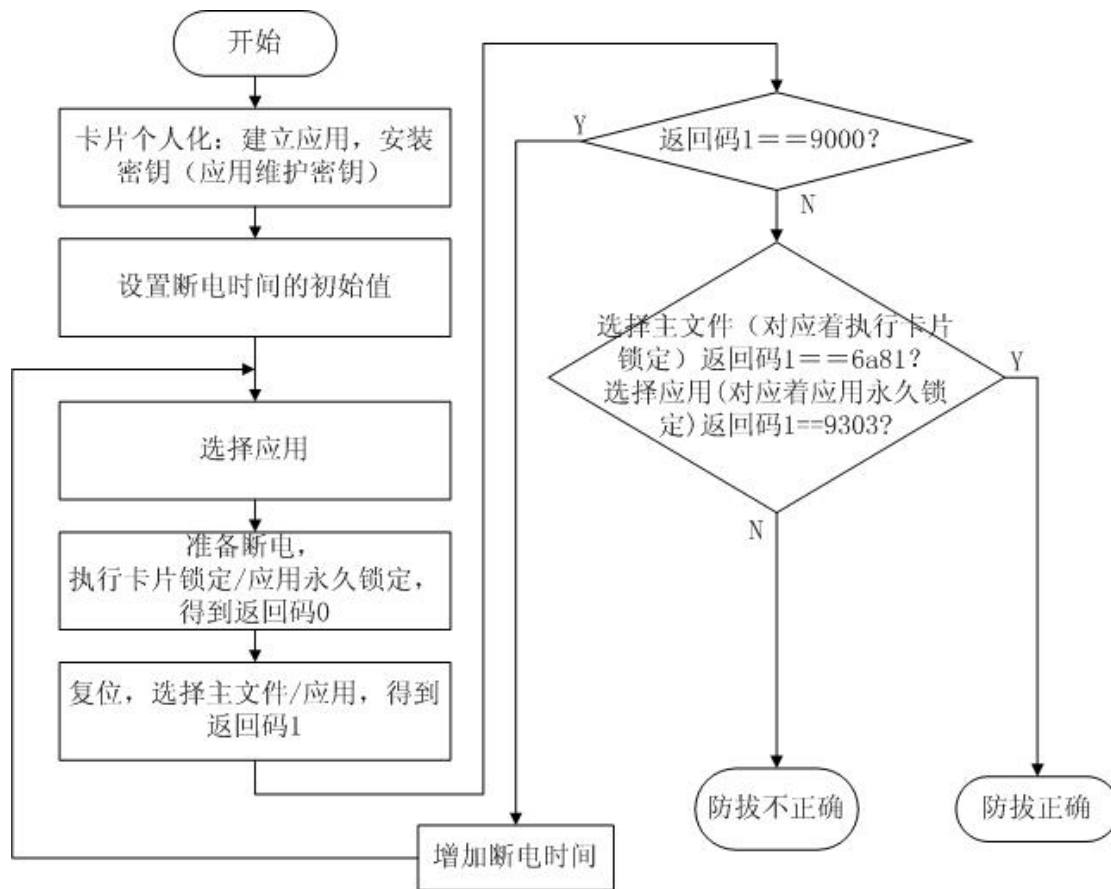 开始
卡片个人化：建立应用，安装
密钥（应用维护密钥）
设置断电时间的初始值
选择应用
准备断电，
执行卡片锁定/应用永久锁定，
得到返回码0
复位，选择主文件/应用，得到
返回码1
增加断电时间
返回码1＝＝9000?
Y
N
选择主文件（对应着执行卡片
锁定）返回码1＝＝6a81?
选择应用(对应着应用永久锁
定)返回码1==9303?
Y
N
防拔不正确
防拔正确